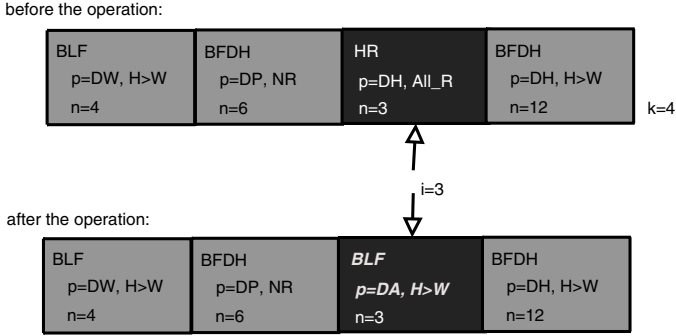 before the operation:
BLF BFDH HR BFDH
p=DW, H>W p=DP, NR p=DH, All_R p=DH, H>W
n=4 n=6 n=3 n=12 k=4
i=3
after the operation:
BLF BFDH BLF BFDH
p=DW, H>W p=DP, NR p=DA, H>W p=DH, H>W
n=4 n=6 n=3 n=12